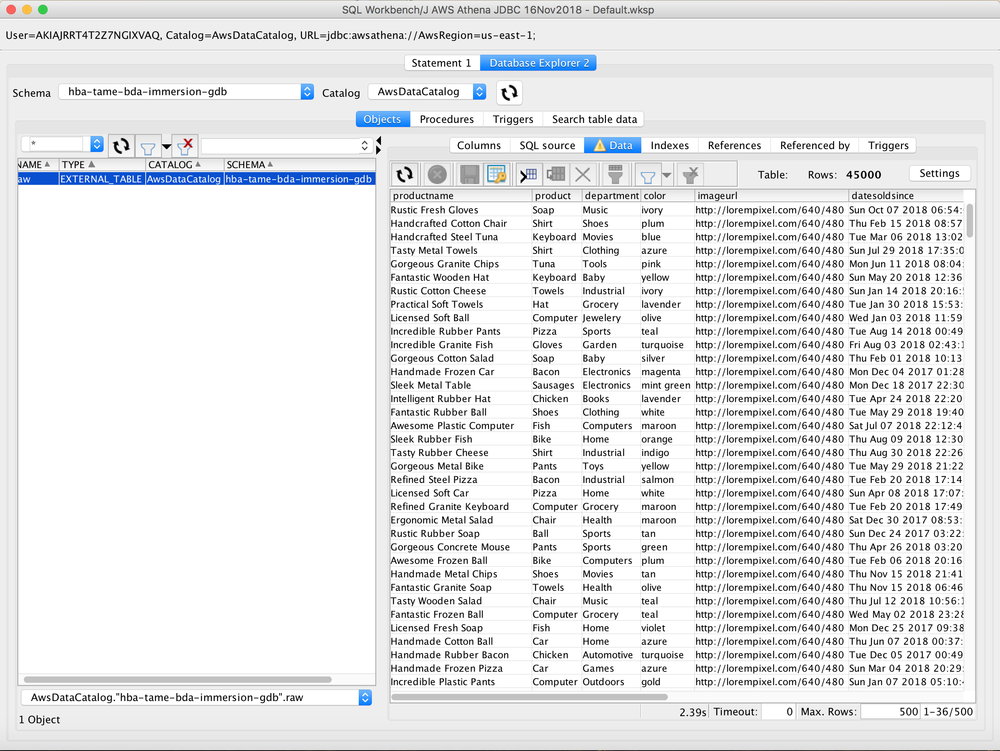 SQL Workbench/J AWS Athena JDBC 16Nov2018 - Default.wksp
User=AKIAJRRT4T2Z7NGIXVAQ, Catalog=AwsDataCatalog, URL=jdbc:awsathena://AwsRegion=us-east-1;
Statement 1 Database Explorer 2
Schema hba-tame-bda-immersion-gdb Catalog AwsDataCatalog
Objects Procedures Triggers Search table data
*
NAME TYPE CATALOG SCHEMA
aw EXTERNAL_TABLE AwsDataCatalog hba-tame-bda-immersion-gdb
AwsDataCatalog."hba-tame-bda-immersion-gdb".raw
1 Object
Columns SQL source Data Indexes References Referenced by Triggers
Table: Rows: 45000 Settings
productname product department color imageurl datesoldsince
Rustic Fresh Gloves Soap Music ivory http://lorempixel.com/640/480 Sun Oct 07 2018 06:54:
Handcrafted Cotton Chair Shirt Shoes plum http://lorempixel.com/640/480 Thu Feb 15 2018 08:57
Handcrafted Steel Tuna Keyboard Movies blue http://lorempixel.com/640/480 Tue Mar 06 2018 13:02
Tasty Metal Towels Shirt Clothing azure http://lorempixel.com/640/480 Sun Jul 29 2018 17:35:0
Gorgeous Granite Chips Tuna Tools pink http://lorempixel.com/640/480 Mon Jun 11 2018 08:04:
Fantastic Wooden Hat Keyboard Baby yellow http://lorempixel.com/640/480 Sun May 20 2018 12:36
Rustic Cotton Cheese Towels Industrial ivory http://lorempixel.com/640/480 Sun Jan 14 2018 20:16:
Practical Soft Towels Hat Grocery lavender http://lorempixel.com/640/480 Tue Jan 30 2018 15:53:
Licensed Soft Ball Computer Jewelery olive http://lorempixel.com/640/480 Wed Jan 03 2018 11:59
Incredible Rubber Pants Pizza Sports teal http://lorempixel.com/640/480 Tue Aug 14 2018 00:49
Incredible Granite Fish Gloves Garden turquoise http://lorempixel.com/640/480 Fri Aug 03 2018 02:43:1
Gorgeous Cotton Salad Soap Baby silver http://lorempixel.com/640/480 Thu Feb 01 2018 10:13
Handmade Frozen Car Bacon Electronics magenta http://lorempixel.com/640/480 Mon Dec 04 2017 01:28
Sleek Metal Table Sausages Electronics mint green http://lorempixel.com/640/480 Mon Dec 18 2017 22:30
Intelligent Rubber Hat Chicken Books lavender http://lorempixel.com/640/480 Tue Apr 24 2018 22:20
Fantastic Rubber Ball Shoes Clothing white http://lorempixel.com/640/480 Tue May 29 2018 19:40
Awesome Plastic Computer Fish Computers maroon http://lorempixel.com/640/480 Sat Jul 07 2018 22:12:4
Sleek Rubber Fish Bike Home orange http://lorempixel.com/640/480 Thu Aug 09 2018 12:30
Tasty Rubber Cheese Shirt Industrial indigo http://lorempixel.com/640/480 Thu Aug 30 2018 22:26
Gorgeous Metal Bike Pants Toys yellow http://lorempixel.com/640/480 Tue May 29 2018 21:22
Refined Steel Pizza Bacon Industrial salmon http://lorempixel.com/640/480 Tue Feb 20 2018 17:14
Licensed Soft Car Pizza Home white http://lorempixel.com/640/480 Sun Apr 08 2018 17:07:
Refined Granite Keyboard Computer Grocery maroon http://lorempixel.com/640/480 Tue Feb 20 2018 17:49
Ergonomic Metal Salad Chair Health maroon http://lorempixel.com/640/480 Sat Dec 30 2017 08:53:
Rustic Rubber Soap Ball Sports tan http://lorempixel.com/640/480 Sun Dec 24 2017 03:22:
Gorgeous Concrete Mouse Pants Sports green http://lorempixel.com/640/480 Thu Apr 26 2018 03:20
Awesome Frozen Ball Bike Computers plum http://lorempixel.com/640/480 Tue Feb 06 2018 20:16
Handmade Metal Chips Shoes Movies tan http://lorempixel.com/640/480 Thu Nov 15 2018 21:41
Fantastic Granite Soap Towels Health olive http://lorempixel.com/640/480 Thu Nov 15 2018 06:46
Tasty Wooden Salad Chair Music teal http://lorempixel.com/640/480 Thu Jul 12 2018 10:56:1
Fantastic Frozen Ball Computer Grocery teal http://lorempixel.com/640/480 Wed May 02 2018 23:28
Licensed Fresh Soap Fish Home violet http://lorempixel.com/640/480 Mon Dec 25 2017 09:38
Handmade Cotton Ball Car Home azure http://lorempixel.com/640/480 Thu Jun 07 2018 00:37:
Handmade Rubber Bacon Chicken Automotive turquoise http://lorempixel.com/640/480 Tue Dec 05 2017 00:49
Handmade Frozen Pizza Car Games azure http://lorempixel.com/640/480 Sun Mar 04 2018 20:29:
Incredible Plastic Pants Computer Outdoors gold http://lorempixel.com/640/480 Sun Jan 07 2018 05:10:
2.39s Timeout: 0 Max. Rows: 500 1-36/500